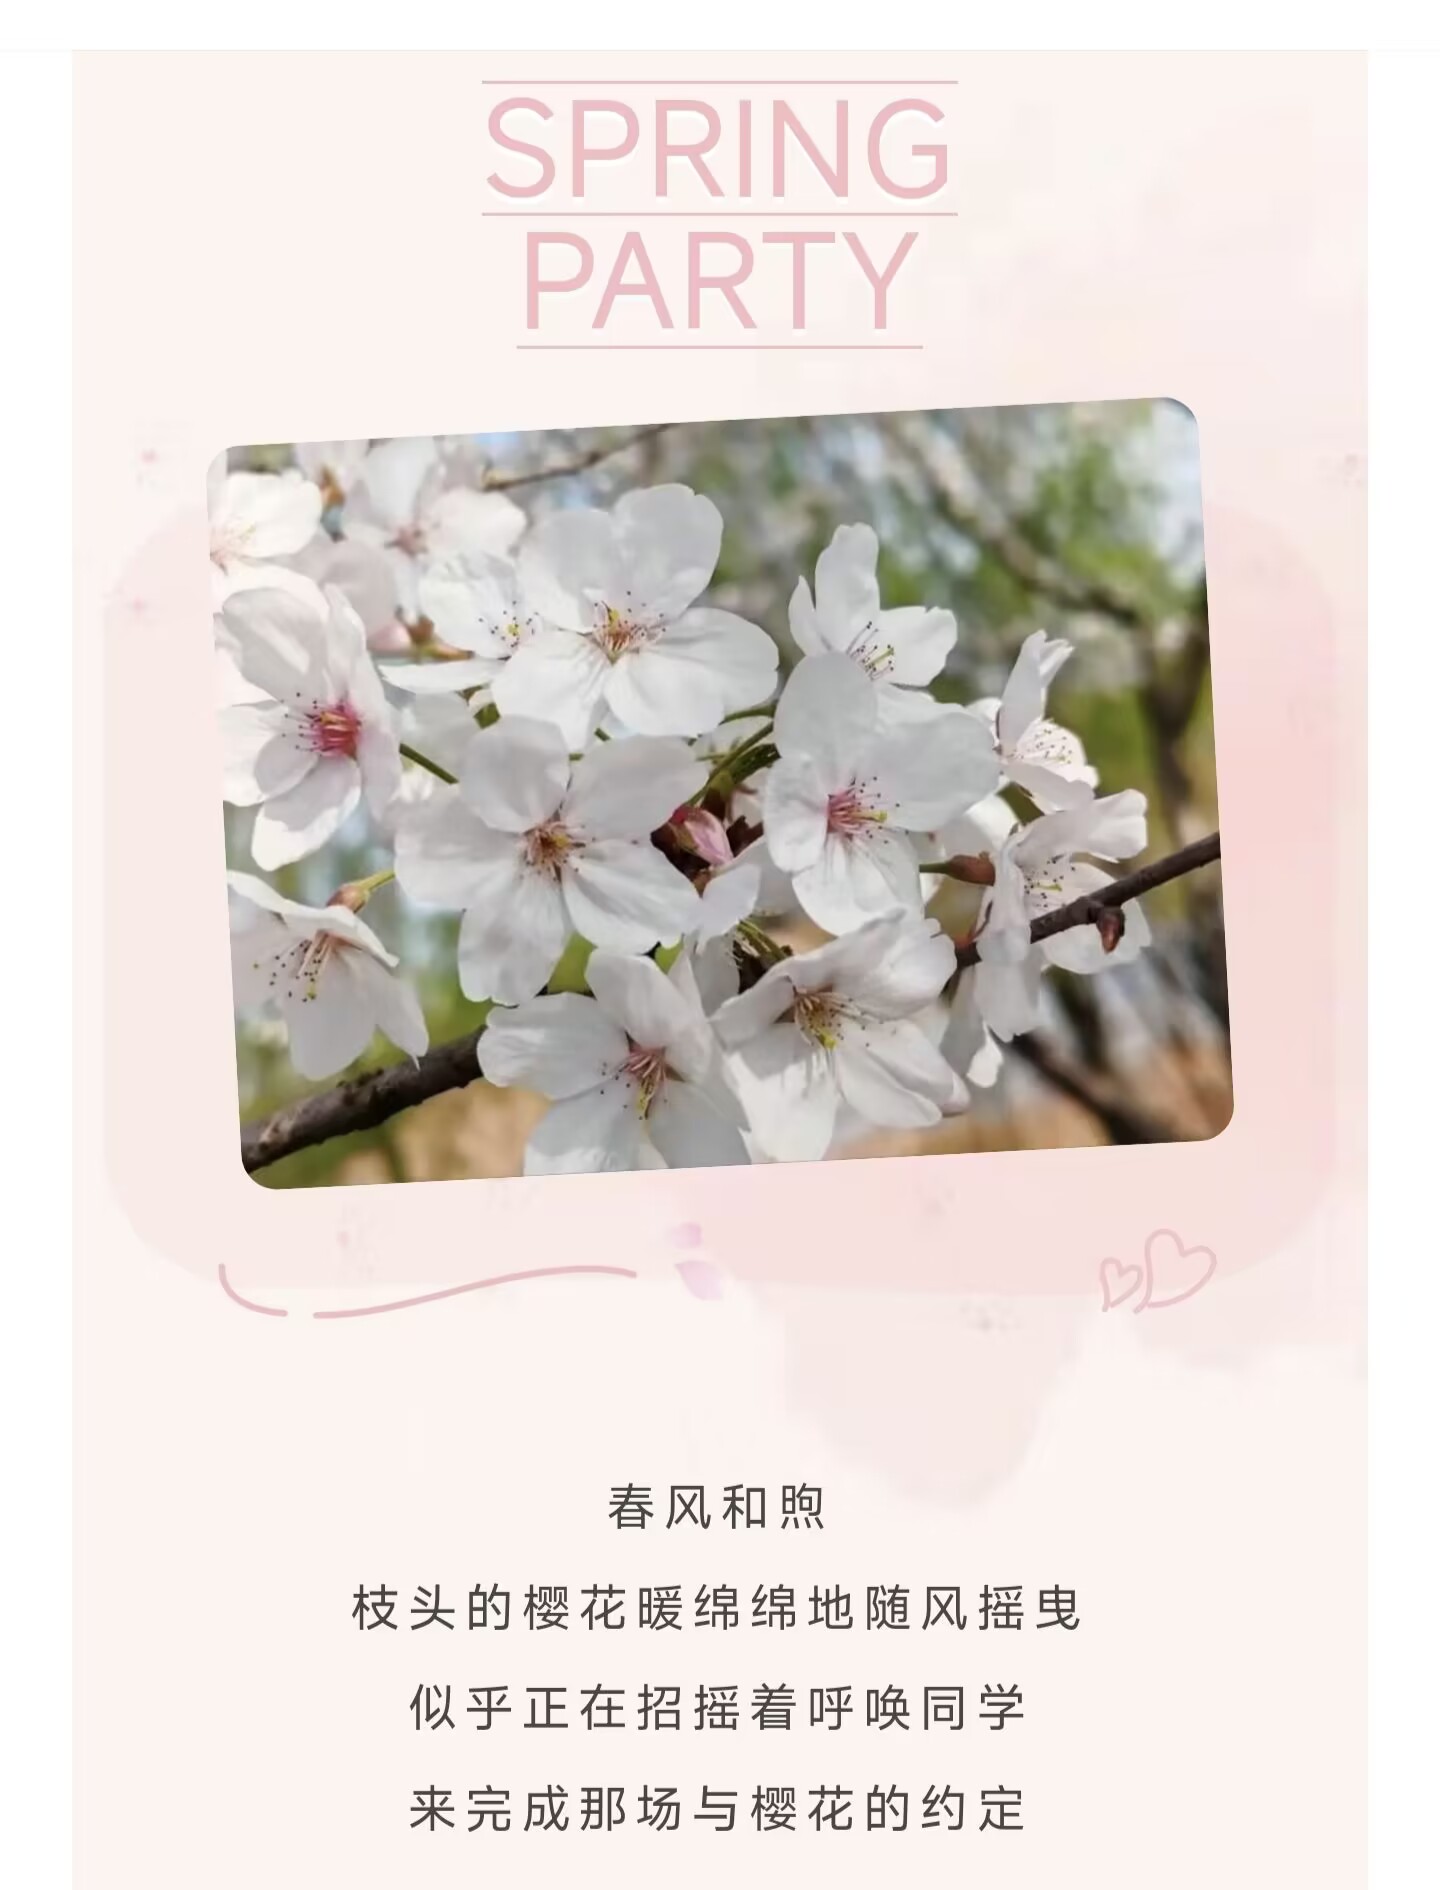 SPRING
PARTY
春风和煦
枝头的樱花暖绵绵地随风摇曳
似乎正在招摇着呼唤同学
来完成那场与樱花的约定